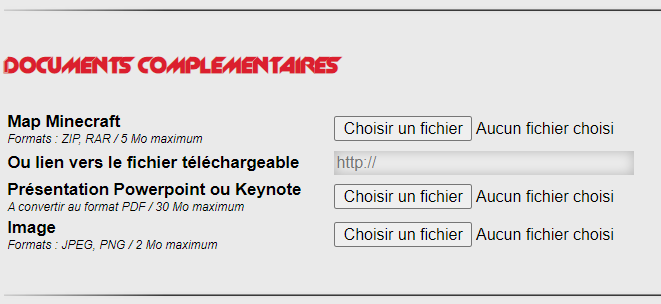 DOCUMENTS COMPLEMENTAIRES
Map Minecraft
Choisir un fichier Aucun fichier choisi
Formats : ZIP, RAR / 5 Mo maximum
Ou lien vers le fichier téléchargeable
http://
Présentation Powerpoint ou Keynote
Choisir un fichier Aucun fichier choisi
A convertir au format PDF / 30 Mo maximum
Image
Choisir un fichier Aucun fichier choisi
Formats : JPEG, PNG / 2 Mo maximum